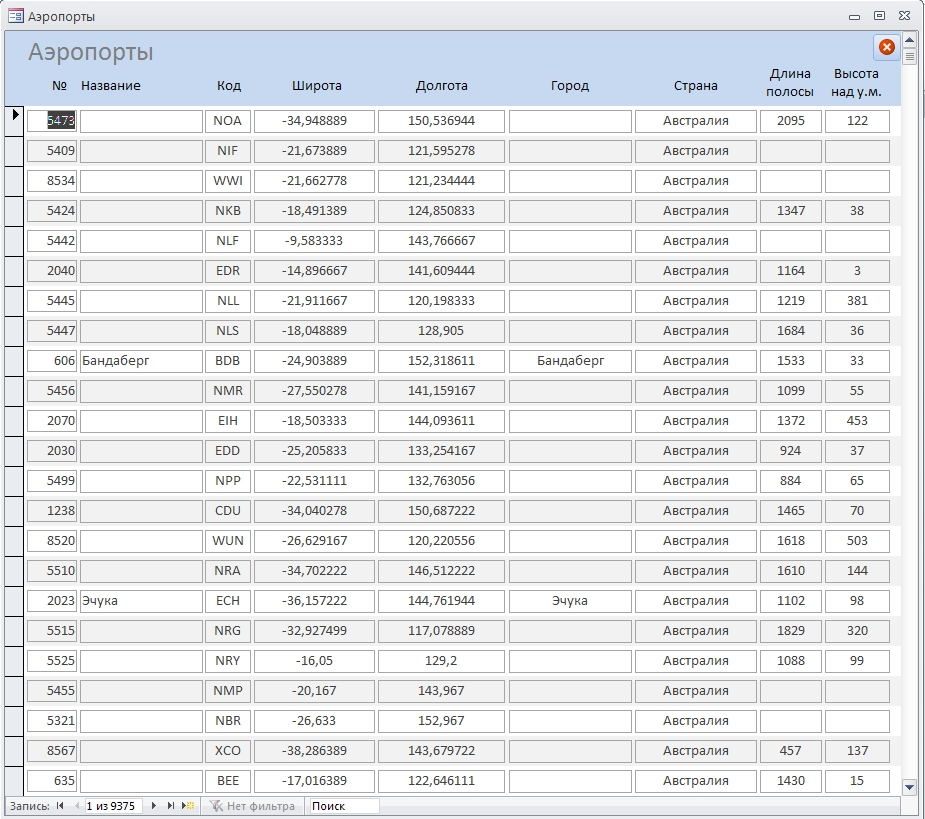 Аэропорты
Аэропорты
№ Название Код Широта Долгота Город Страна Длина полосы Высота над у.м.
5473 NOA -34,948889 150,536944 Австралия 2095 122
5409 NIF -21,673889 121,595278 Австралия
8534 WWI -21,662778 121,234444 Австралия
5424 NKB -18,491389 124,850833 Австралия 1347 38
5442 NLF -9,583333 143,766667 Австралия
2040 EDR -14,896667 141,609444 Австралия 1164 3
5445 NLL -21,911667 120,198333 Австралия 1219 381
5447 NLS -18,048889 128,905 Австралия 1684 36
606 Бандаберг BDB -24,903889 152,318611 Бандаберг Австралия 1533 33
5456 NMR -27,550278 141,159167 Австралия 1099 55
2070 EIH -18,503333 144,093611 Австралия 1372 453
2030 EDD -25,205833 133,254167 Австралия 924 37
5499 NPP -22,531111 132,763056 Австралия 884 65
1238 CDU -34,040278 150,687222 Австралия 1465 70
8520 WUN -26,629167 120,220556 Австралия 1618 503
5510 NRA -34,702222 146,512222 Австралия 1610 144
2023 Эчука ECH -36,157222 144,761944 Эчука Австралия 1102 98
5515 NRG -32,927499 117,078889 Австралия 1829 320
5525 NRY -16,05 129,2 Австралия 1088 99
5455 NMP -20,167 143,967 Австралия
5321 NBR -26,633 152,967 Австралия
8567 XCO -38,286389 143,679722 Австралия 457 137
635 BEE -17,016389 122,646111 Австралия 1430 15
Запись: 1 из 9375 Нет фильтра Поиск